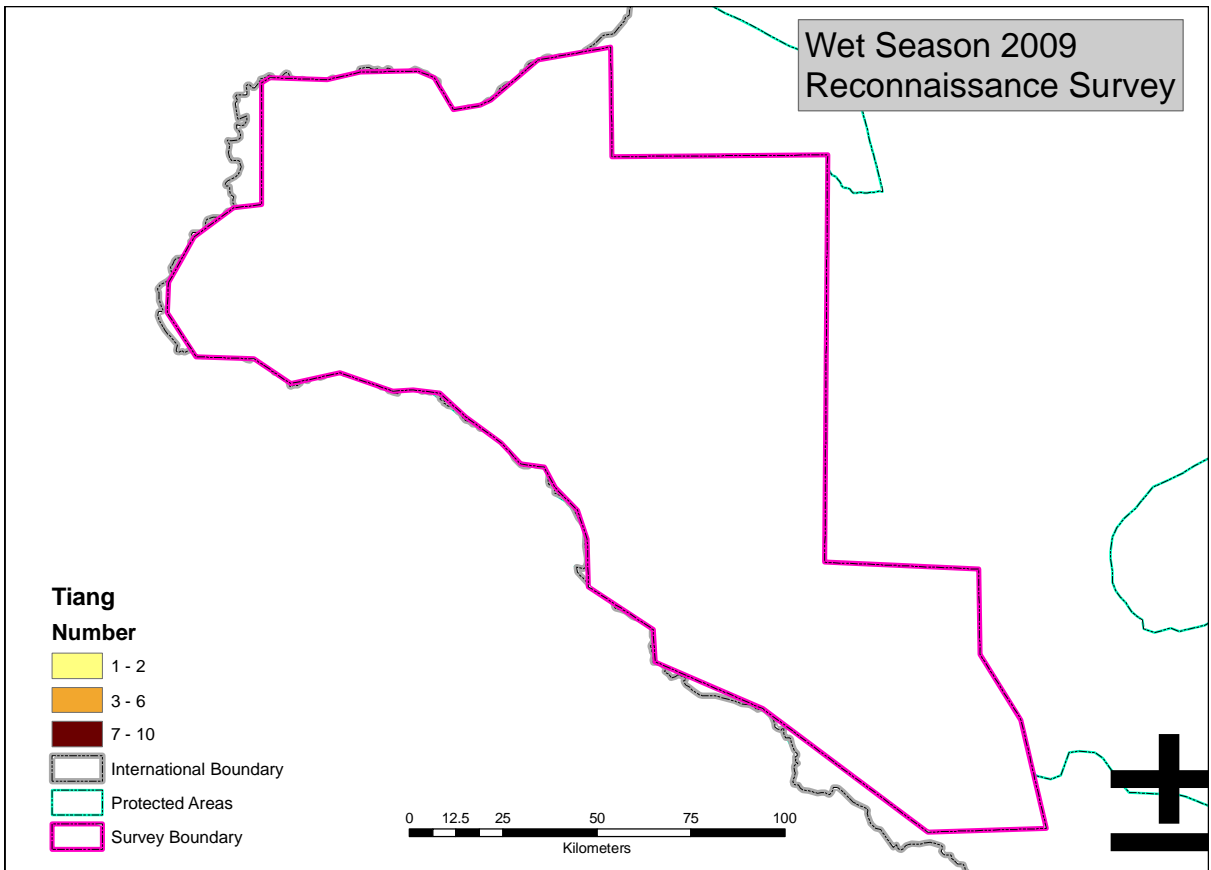 Wet Season 2009
Reconnaissance Survey
Tiang
Number
1 - 2
3 - 6
7 - 10
International Boundary
Protected Areas
Survey Boundary
0 12.5 25 50 75 100
Kilometers